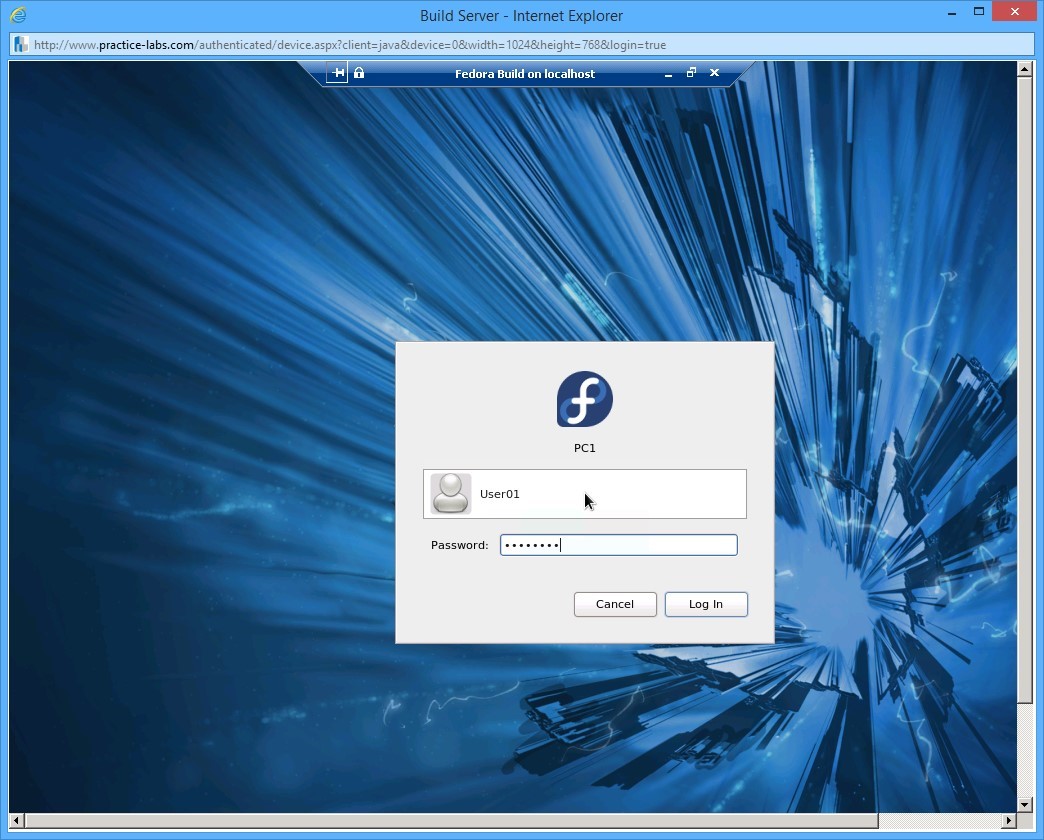 Build Server - Internet Explorer
http://www.practice-labs.com/authenticated/device.aspx?client=java&device=0&width=1024&height=768&login=true
Fedora Build on localhost
PC1
User01
Password: ••••••••
Cancel Log In